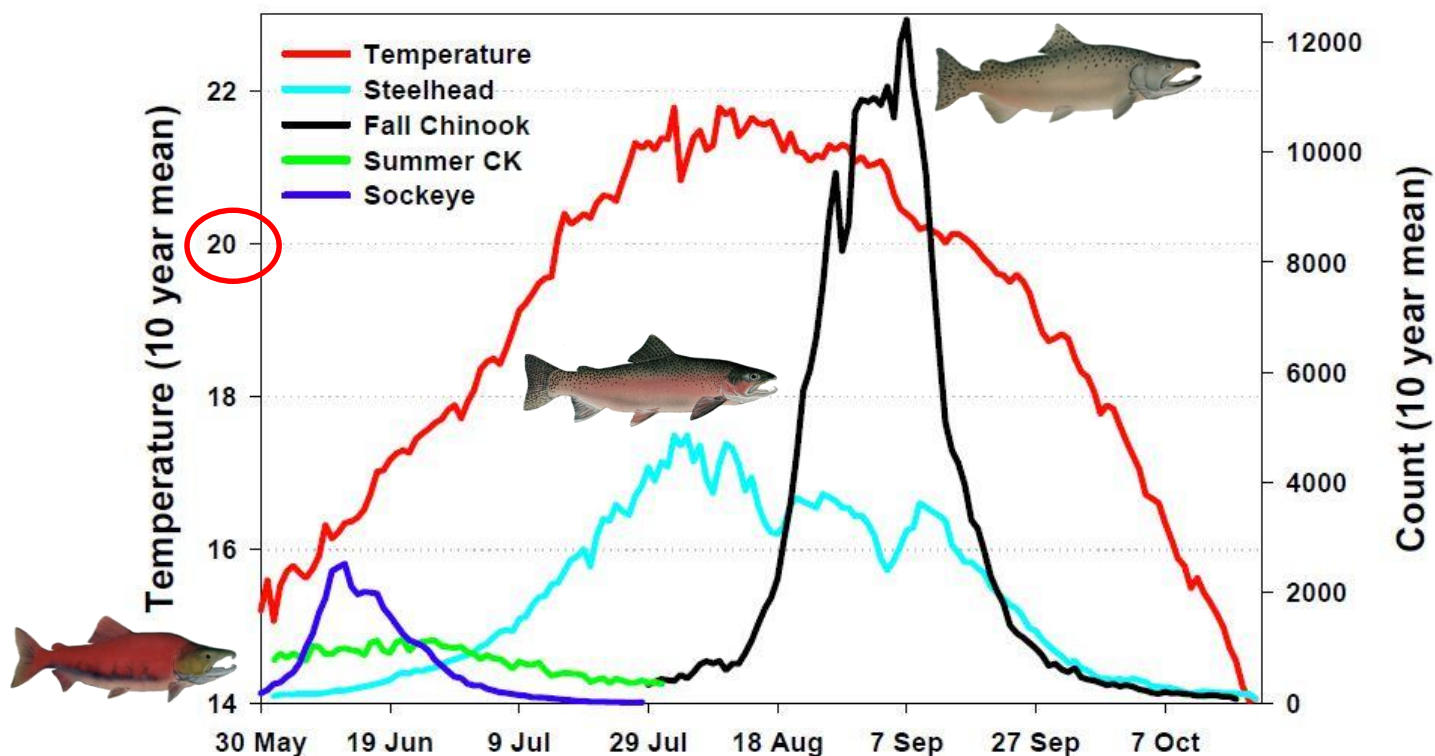 Temperature
Steelhead
Fall Chinook
Summer CK
Sockeye
Temperature (10 year mean)
22
20
18
16
14
12000
10000
8000
6000
4000
2000
0
Count (10 year mean)
30 May 19 Jun 9 Jul 29 Jul 18 Aug 7 Sep 27 Sep 7 Oct